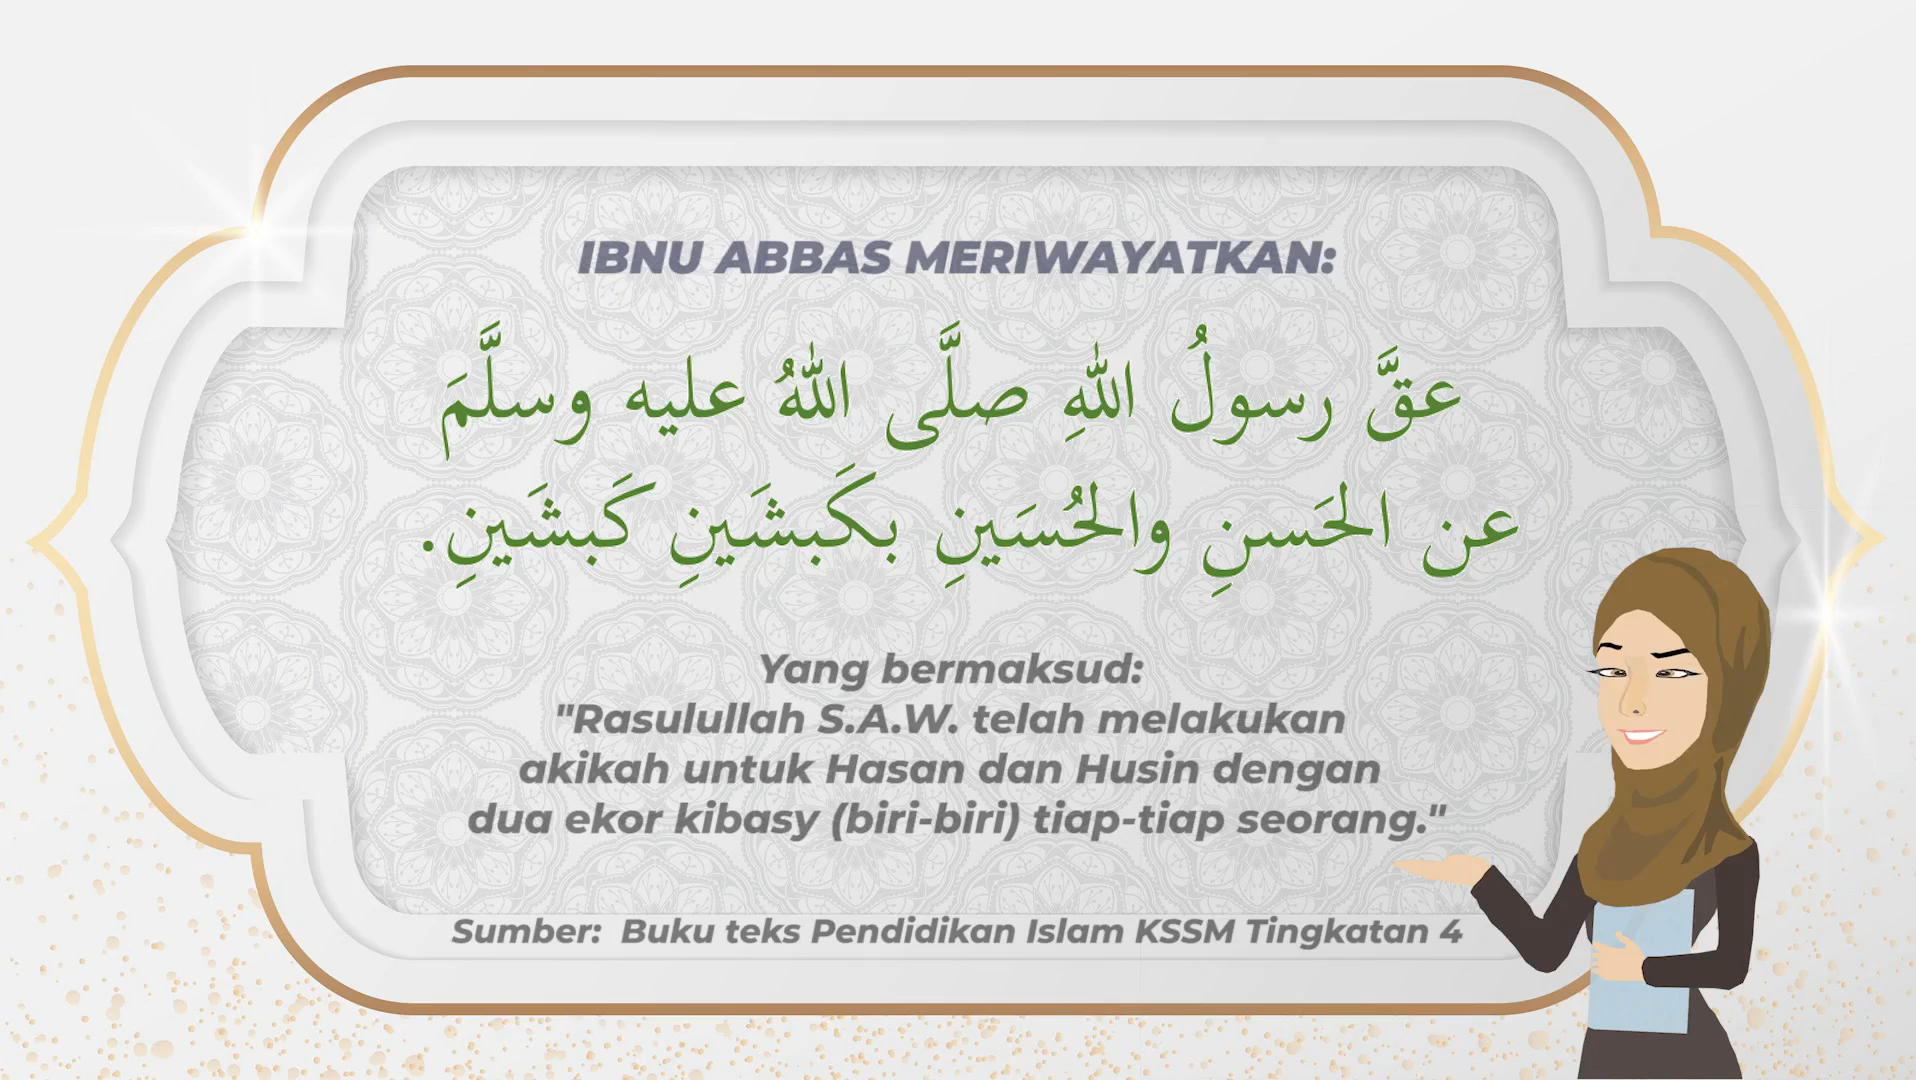 IBNU ABBAS MERIWAYATKAN:
عقَّ رسولُ اللهِ صلَّى اللهُ عليه وسلَّمَ
عن الحَسنِ والحُسَينِ بكَبشَينِ كَبشَينِ.
Yang bermaksud:
"Rasulullah S.A.W. telah melakukan
akikah untuk Hasan dan Husin dengan
dua ekor kibasy (biri-biri) tiap-tiap seorang."
Sumber: Buku teks Pendidikan Islam KSSM Tingkatan 4